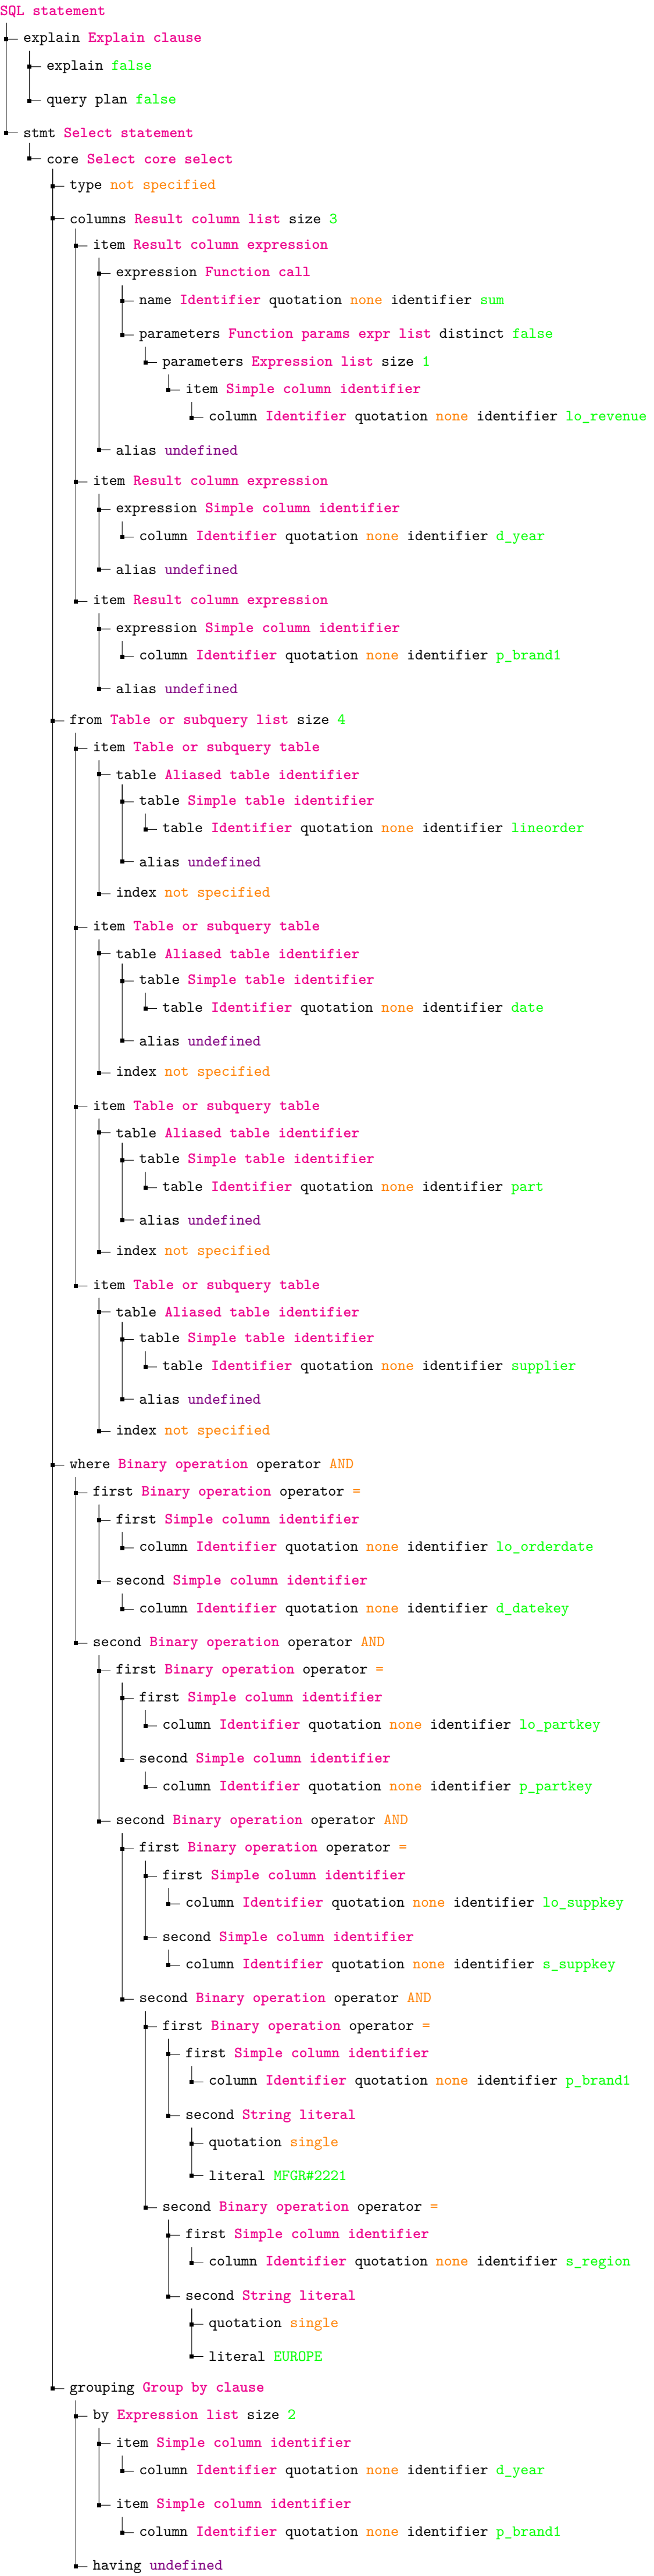 SQL statement
explain Explain clause
explain false
query plan false
stmt Select statement
core Select core select
type not specified
columns Result column list size 3
item Result column expression
expression Function call
name Identifier quotation none identifier sum
parameters Function params expr list distinct false
parameters Expression list size 1
item Simple column identifier
column Identifier quotation none identifier lo_revenue
alias undefined
item Result column expression
expression Simple column identifier
column Identifier quotation none identifier d_year
alias undefined
item Result column expression
expression Simple column identifier
column Identifier quotation none identifier p_brand1
alias undefined
from Table or subquery list size 4
item Table or subquery table
table Aliased table identifier
table Simple table identifier
table Identifier quotation none identifier lineorder
alias undefined
index not specified
item Table or subquery table
table Aliased table identifier
table Simple table identifier
table Identifier quotation none identifier date
alias undefined
index not specified
item Table or subquery table
table Aliased table identifier
table Simple table identifier
table Identifier quotation none identifier part
alias undefined
index not specified
item Table or subquery table
table Aliased table identifier
table Simple table identifier
table Identifier quotation none identifier supplier
alias undefined
index not specified
where Binary operation operator AND
first Binary operation operator =
first Simple column identifier
column Identifier quotation none identifier lo_orderdate
second Simple column identifier
column Identifier quotation none identifier d_datekey
second Binary operation operator AND
first Binary operation operator =
first Simple column identifier
column Identifier quotation none identifier lo_partkey
second Simple column identifier
column Identifier quotation none identifier p_partkey
second Binary operation operator AND
first Binary operation operator =
first Simple column identifier
column Identifier quotation none identifier lo_suppkey
second Simple column identifier
column Identifier quotation none identifier s_suppkey
second Binary operation operator AND
first Binary operation operator =
first Simple column identifier
column Identifier quotation none identifier p_brand1
second String literal
quotation single
literal MFGR#2221
second Binary operation operator =
first Simple column identifier
column Identifier quotation none identifier s_region
second String literal
quotation single
literal EUROPE
grouping Group by clause
by Expression list size 2
item Simple column identifier
column Identifier quotation none identifier d_year
item Simple column identifier
column Identifier quotation none identifier p_brand1
having undefined